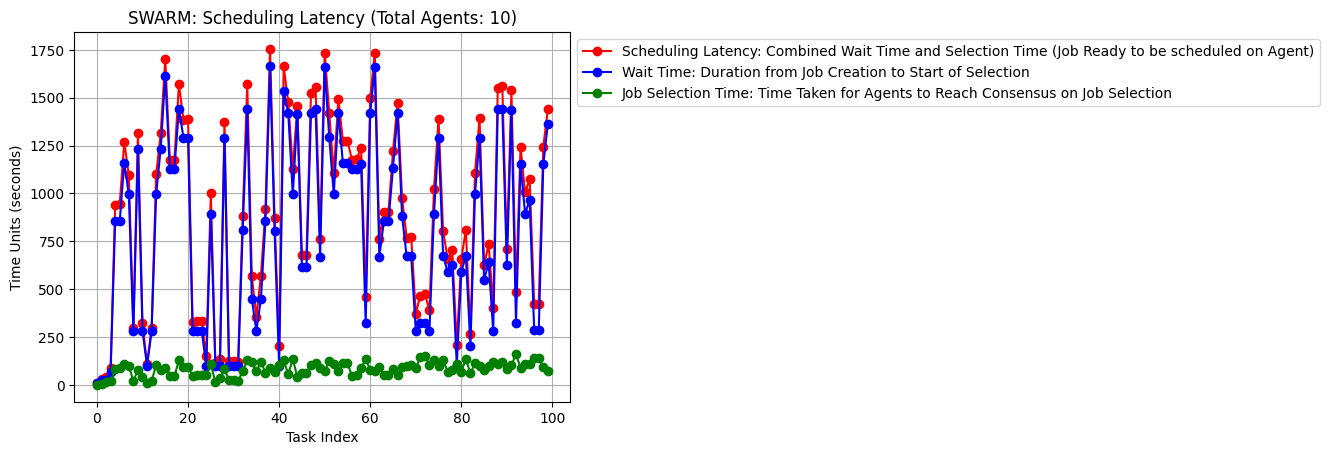 SWARM: Scheduling Latency (Total Agents: 10)
Scheduling Latency: Combined Wait Time and Selection Time (Job Ready to be scheduled on Agent)
Wait Time: Duration from Job Creation to Start of Selection
Job Selection Time: Time Taken for Agents to Reach Consensus on Job Selection
Time Units (seconds)
1750
1500
1250
1000
750
500
250
0
0 20 40 60 80 100
Task Index